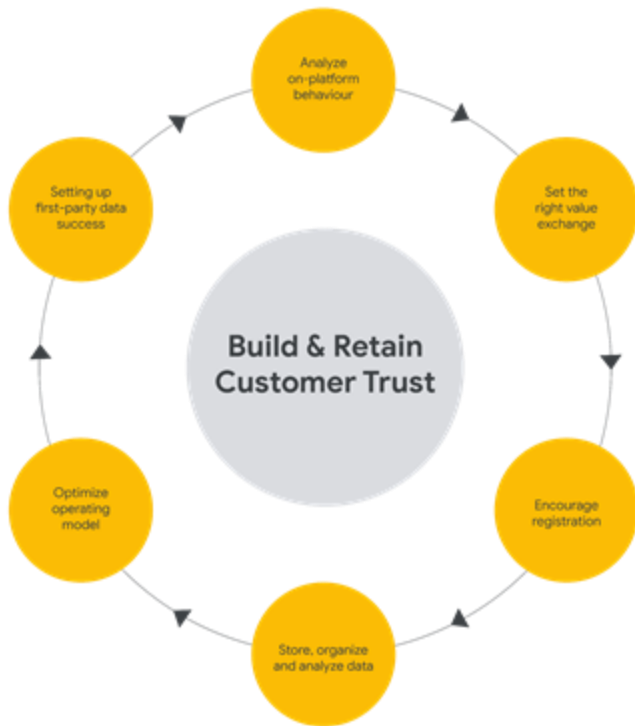 Analyze
on-platform
behaviour
Set the
right value
exchange
Encourage
registration
Store, organize
and analyze data
Optimize
operating
model
Setting up
first-party data
success
Build & Retain
Customer Trust